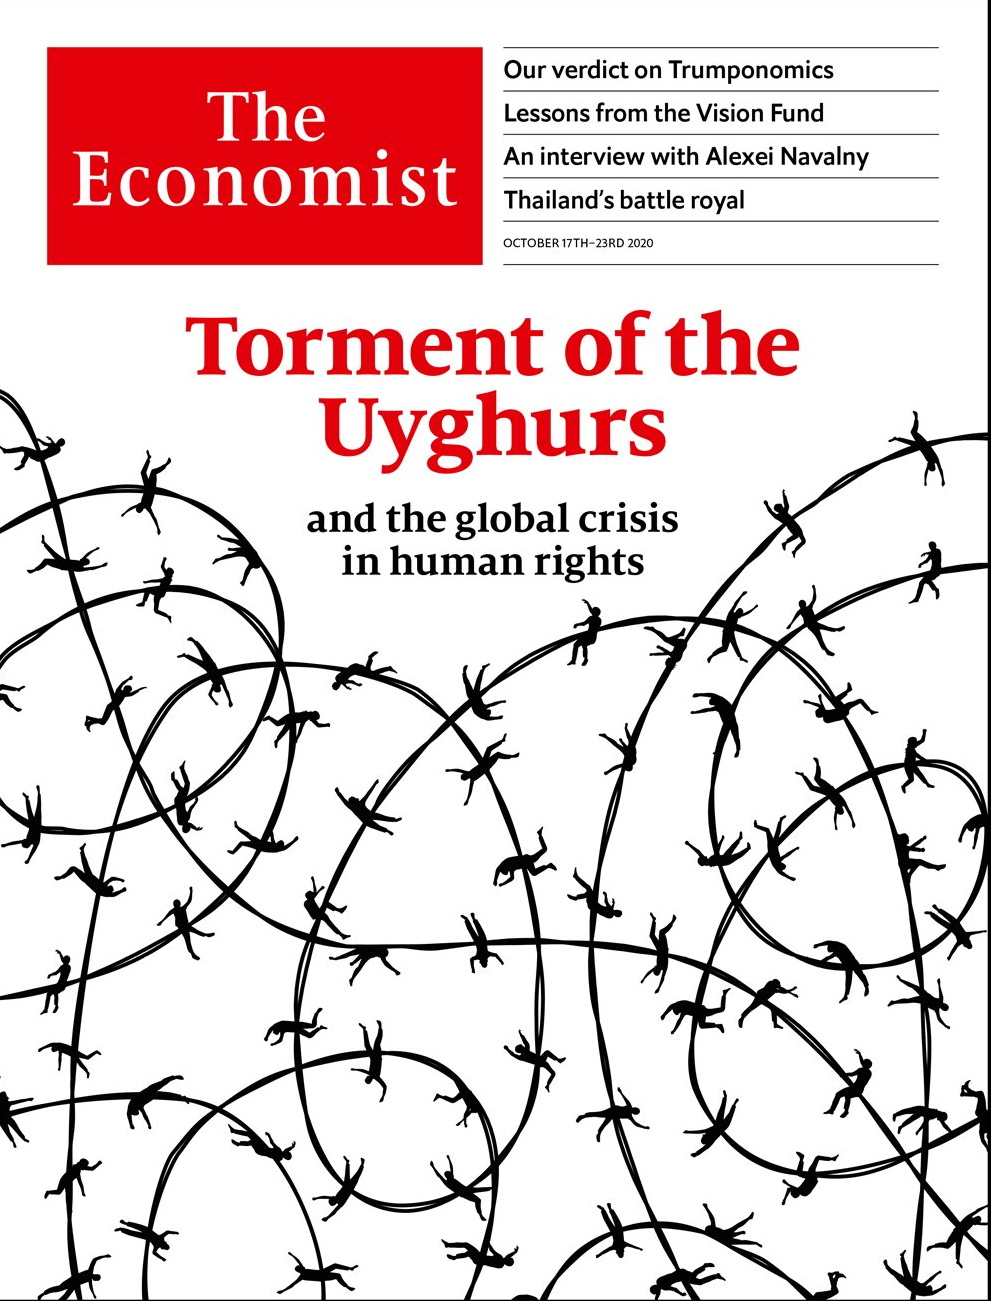 The
Economist
Our verdict on Trumponomics
Lessons from the Vision Fund
An interview with Alexei Navalny
Thailand’s battle royal
OCTOBER 17TH–23RD 2020
Torment of the
Uyghurs
and the global crisis
in human rights